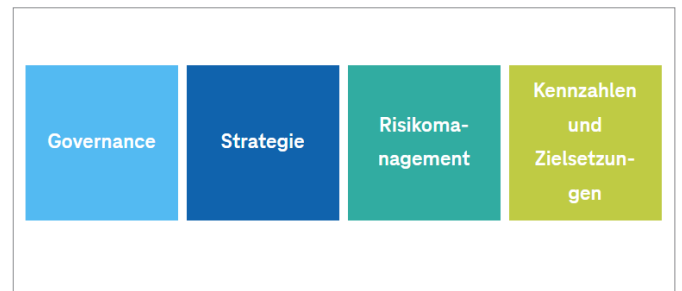 Governance
Strategie
Risikoma-
nagement
Kennzahlen
und
Zielsetzun-
gen